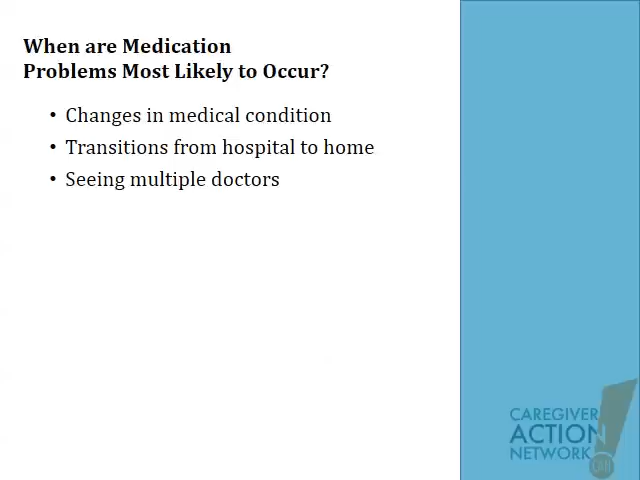 When are Medication
Problems Most Likely to Occur?
• Changes in medical condition
• Transitions from hospital to home
• Seeing multiple doctors
CAREGIVER
ACTION
NETWORK